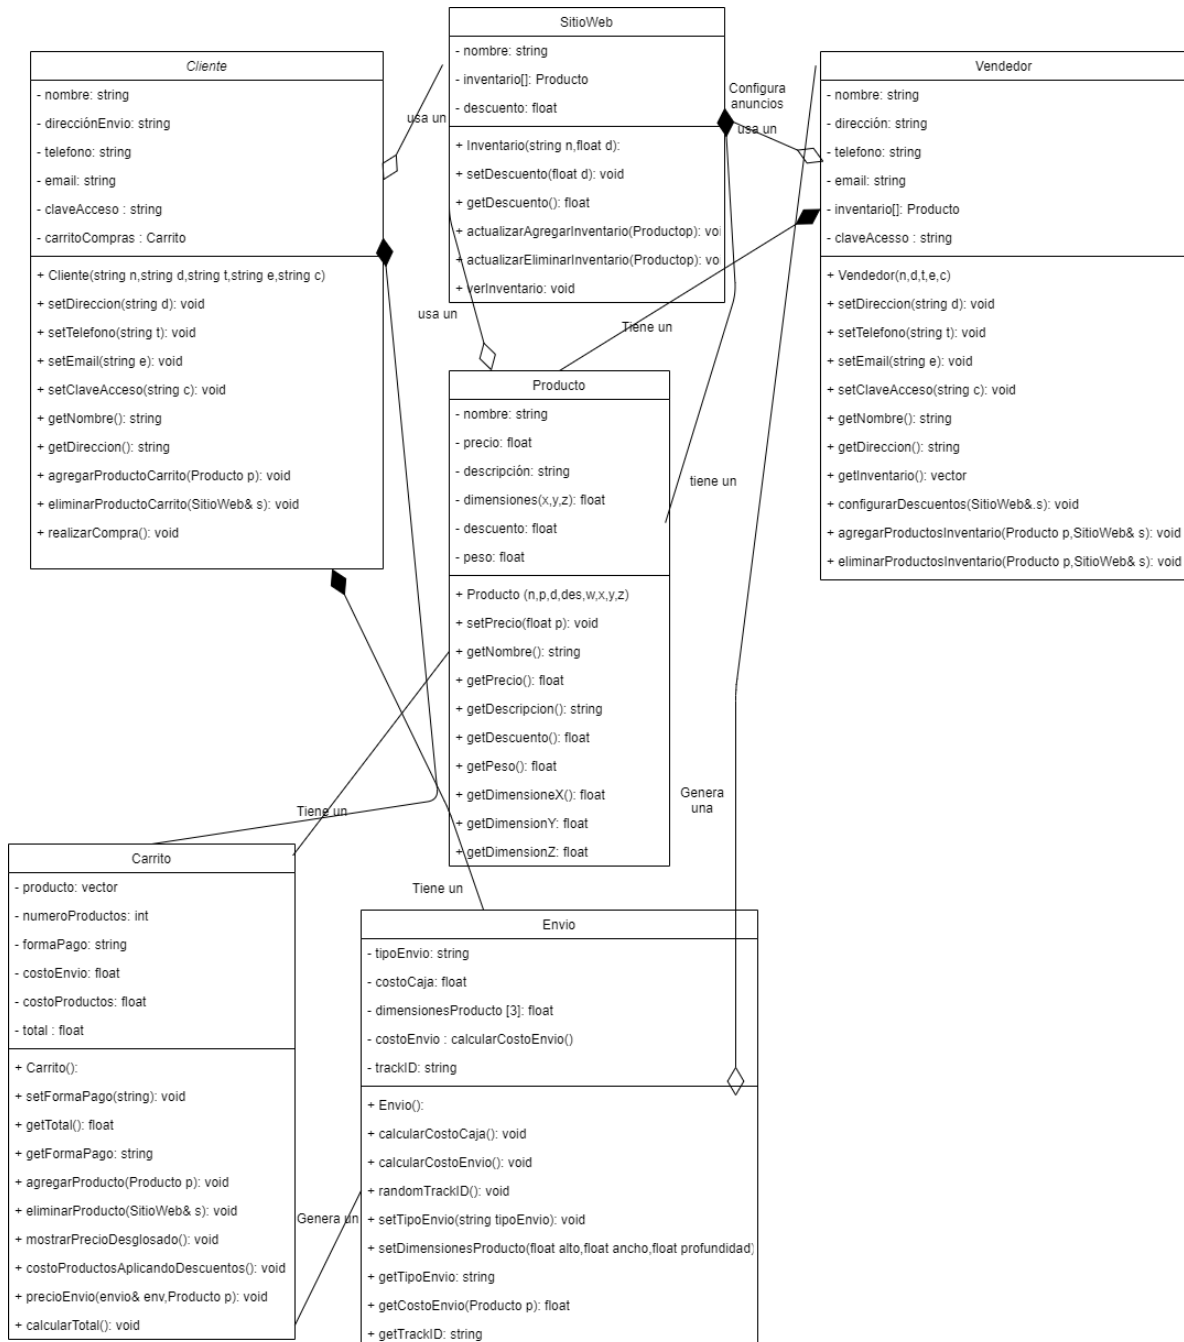 SitioWeb
- nombre: string
- inventario[]: Producto
- descuento: float
+ Inventario(string n,float d):
+ setDescuento(float d): void
+ getDescuento(): float
+ actualizarAgregarInventario(Productop): voi
+ actualizarEliminarInventario(Productop): vo
+ verInventario: void
Cliente
- nombre: string
- direcciónEnvio: string
- telefono: string
- email: string
- claveAcceso : string
- carritoCompras : Carrito
+ Cliente(string n,string d,string t,string e,string c)
+ setDireccion(string d): void
+ setTelefono(string t): void
+ setEmail(string e): void
+ setClaveAcceso(string c): void
+ getNombre(): string
+ getDireccion(): string
+ agregarProductoCarrito(Producto p): void
+ eliminarProductoCarrito(SitioWeb& s): void
+ realizarCompra(): void
usa un
Configura
anuncios
usa un
Vendedor
- nombre: string
- dirección: string
- telefono: string
- email: string
- inventario[]: Producto
- claveAcesso : string
+ Vendedor(n,d,t,e,c)
+ setDireccion(string d): void
+ setTelefono(string t): void
+ setEmail(string e): void
+ setClaveAcceso(string c): void
+ getNombre(): string
+ getDireccion(): string
+ getInventario(): vector
+ configurarDescuentos(SitioWeb&.s): void
+ agregarProductosInventario(Producto p,SitioWeb& s): void
+ eliminarProductosInventario(Producto p,SitioWeb& s): void
usa un
Tiene un
Producto
- nombre: string
- precio: float
- descripción: string
- dimensiones(x,y,z): float
- descuento: float
- peso: float
+ Producto (n,p,d,des,w,x,y,z)
+ setPrecio(float p): void
+ getNombre(): string
+ getPrecio(): float
+ getDescripcion(): string
+ getDescuento(): float
+ getPeso(): float
+ getDimensioneX(): float
+ getDimensionY: float
+ getDimensionZ: float
tiene un
Genera
una
Tiene un
Tiene un
Carrito
- producto: vector
- numeroProductos: int
- formaPago: string
- costoEnvio: float
- costoProductos: float
- total : float
+ Carrito():
+ setFormaPago(string): void
+ getTotal(): float
+ getFormaPago: string
+ agregarProducto(Producto p): void
+ eliminarProducto(SitioWeb& s): void
+ mostrarPrecioDesglosado(): void
+ costoProductosAplicandoDescuentos(): void
+ precioEnvio(envio& env,Producto p): void
+ calcularTotal(): void
Genera un
Envio
- tipoEnvio: string
- costoCaja: float
- dimensionesProducto [3]: float
- costoEnvio : calcularCostoEnvio()
- trackID: string
+ Envio():
+ calcularCostoCaja(): void
+ calcularCostoEnvio(): void
+ randomTrackID(): void
+ setTipoEnvio(string tipoEnvio): void
+ setDimensionesProducto(float alto,float ancho,float profundidad)
+ getTipoEnvio: string
+ getCostoEnvio(Producto p): float
+ getTrackID: string